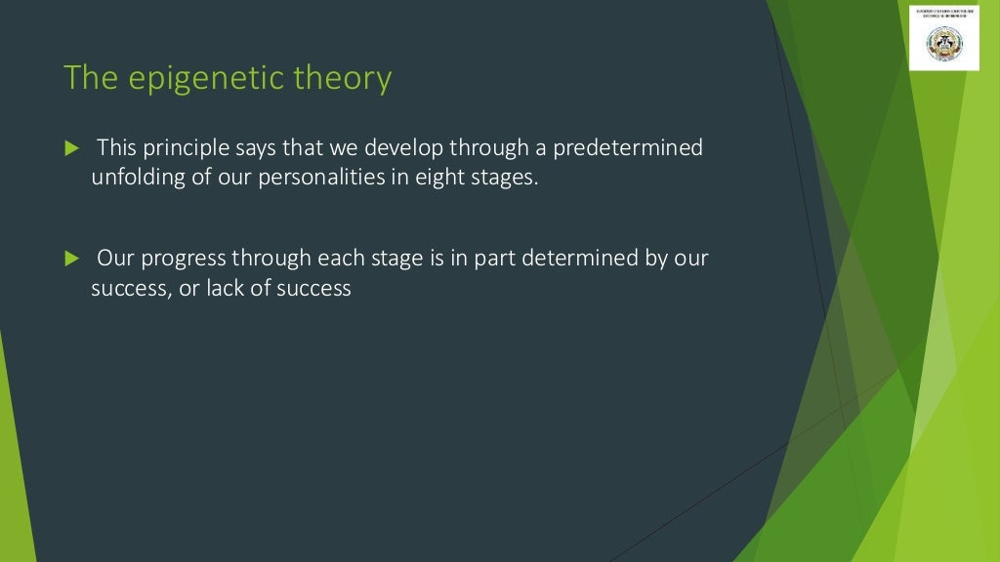 The epigenetic theory
This principle says that we develop through a predetermined
unfolding of our personalities in eight stages.
Our progress through each stage is in part determined by our
success, or lack of success